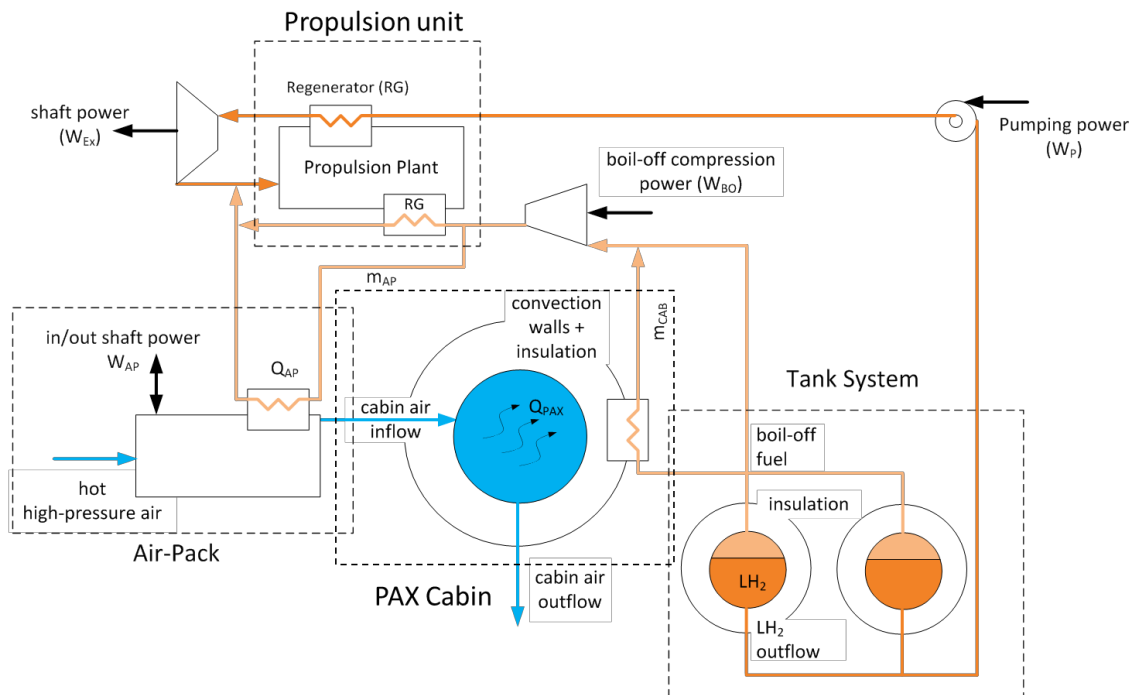 Propulsion unit
Regenerator (RG)
shaft power
(W_Ex)
Pumping power
(W_P)
Propulsion Plant
boil-off compression
power (W_BO)
RG
m_AP
convection
walls +
insulation
m_CAB
in/out shaft power
W_AP
Q_AP
Tank System
cabin air
inflow
Q_PAX
boil-off
fuel
hot
high-pressure air
insulation
Air-Pack
LH₂
PAX Cabin
cabin air
outflow
LH₂
outflow